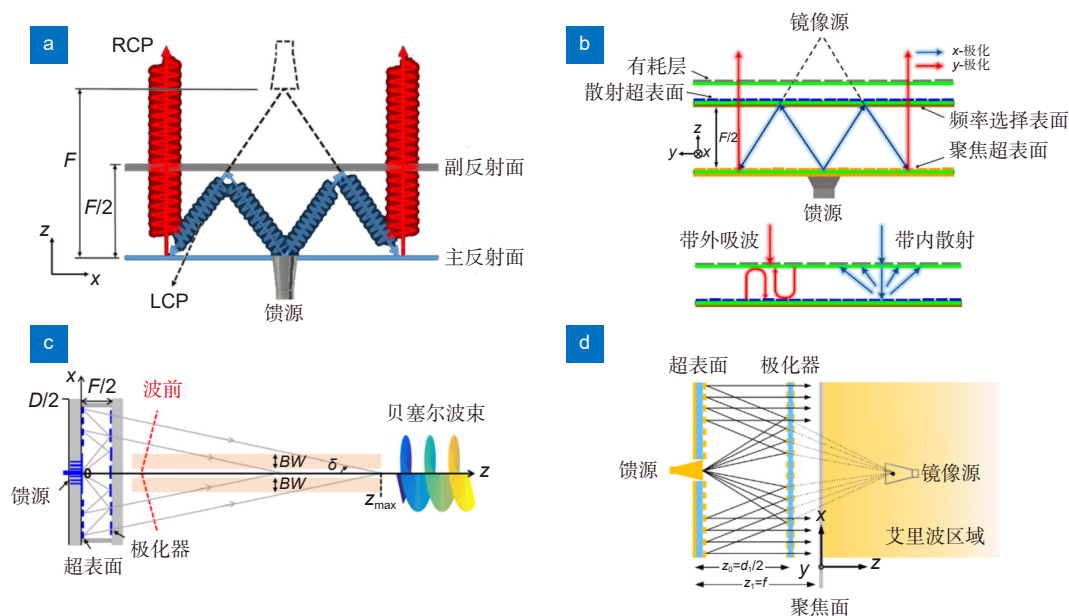 a
RCP
F
F/2
z
x
LCP
馈源
副反射面
主反射面
b
镜像源
x-极化
y-极化
有耗层
散射超表面
F/2
z
y
x
频率选择表面
聚焦超表面
馈源
带外吸波
带内散射
c
x
D/2
F/2
波前
贝塞尔波束
0
BW
δ
BW
z
zmax
馈源
极化器
超表面
d
超表面
极化器
馈源
镜像源
x
艾里波区域
z0=d1/2
y
z
z1=f
聚焦面